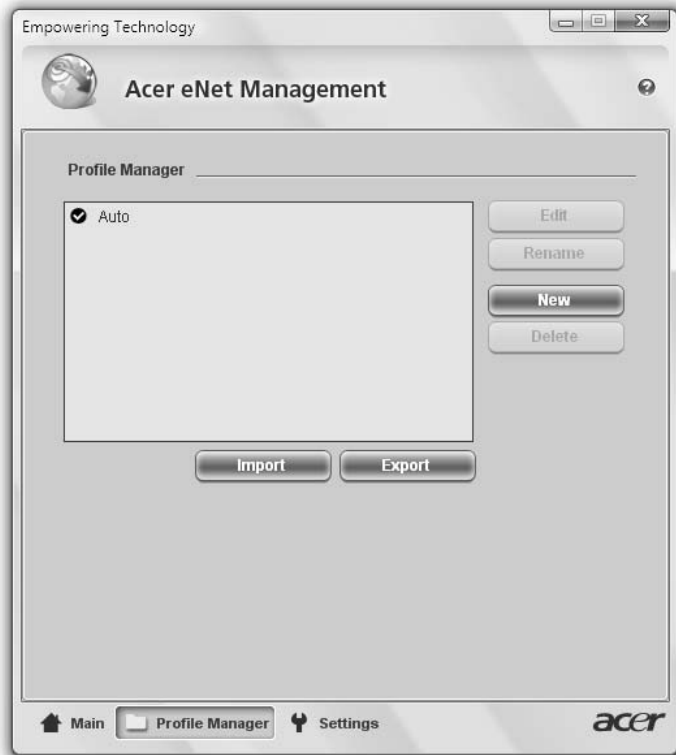 Empowering Technology
Acer eNet Management
Profile Manager
Auto
Edit
Rename
New
Delete
Import
Export
Main
Profile Manager
Settings
acer